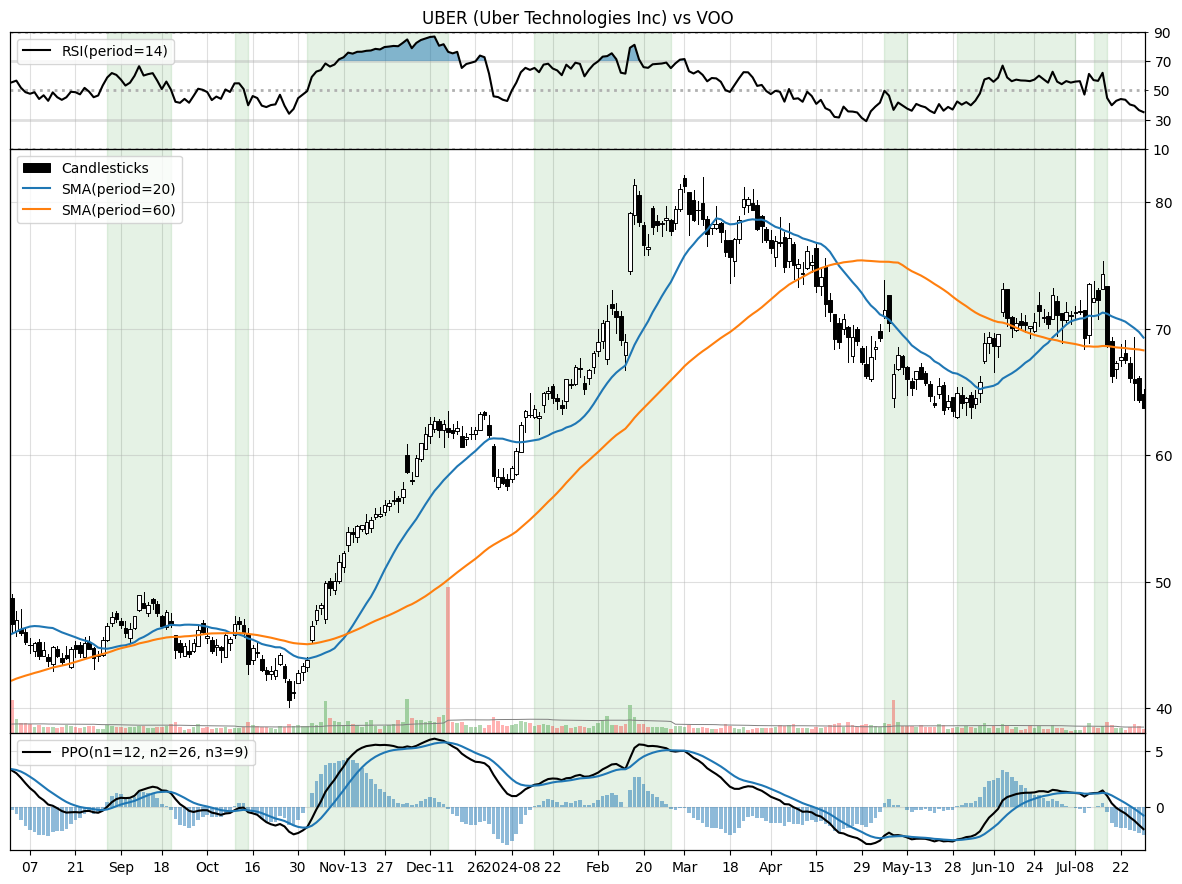 UBER (Uber Technologies Inc) vs VOO
RSI(period=14)
90
70
50
30
10
Candlesticks
SMA(period=20)
SMA(period=60)
80
70
60
50
40
PPO(n1=12, n2=26, n3=9)
5
0
07 21 Sep 18 Oct 16 30 Nov-13 27 Dec-11 26 2024-08 22 Feb 20 Mar 18 Apr 15 29 May-13 28 Jun-10 24 Jul-08 22